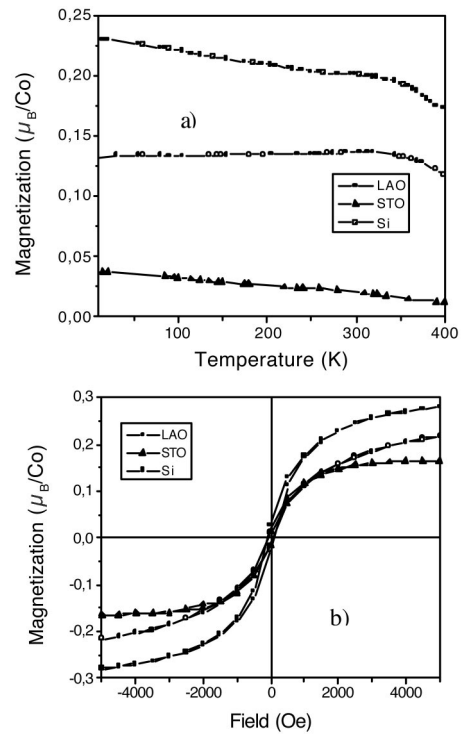 0,25
0,20
0,15
0,10
0,05
0,00
Magnetization (μB/Co)
a)
LAO
STO
Si
100 200 300 400
Temperature (K)
0,3
0,2
0,1
0,0
-0,1
-0,2
-0,3
Magnetization (μB/Co)
LAO
STO
Si
b)
-4000 -2000 0 2000 4000
Field (Oe)